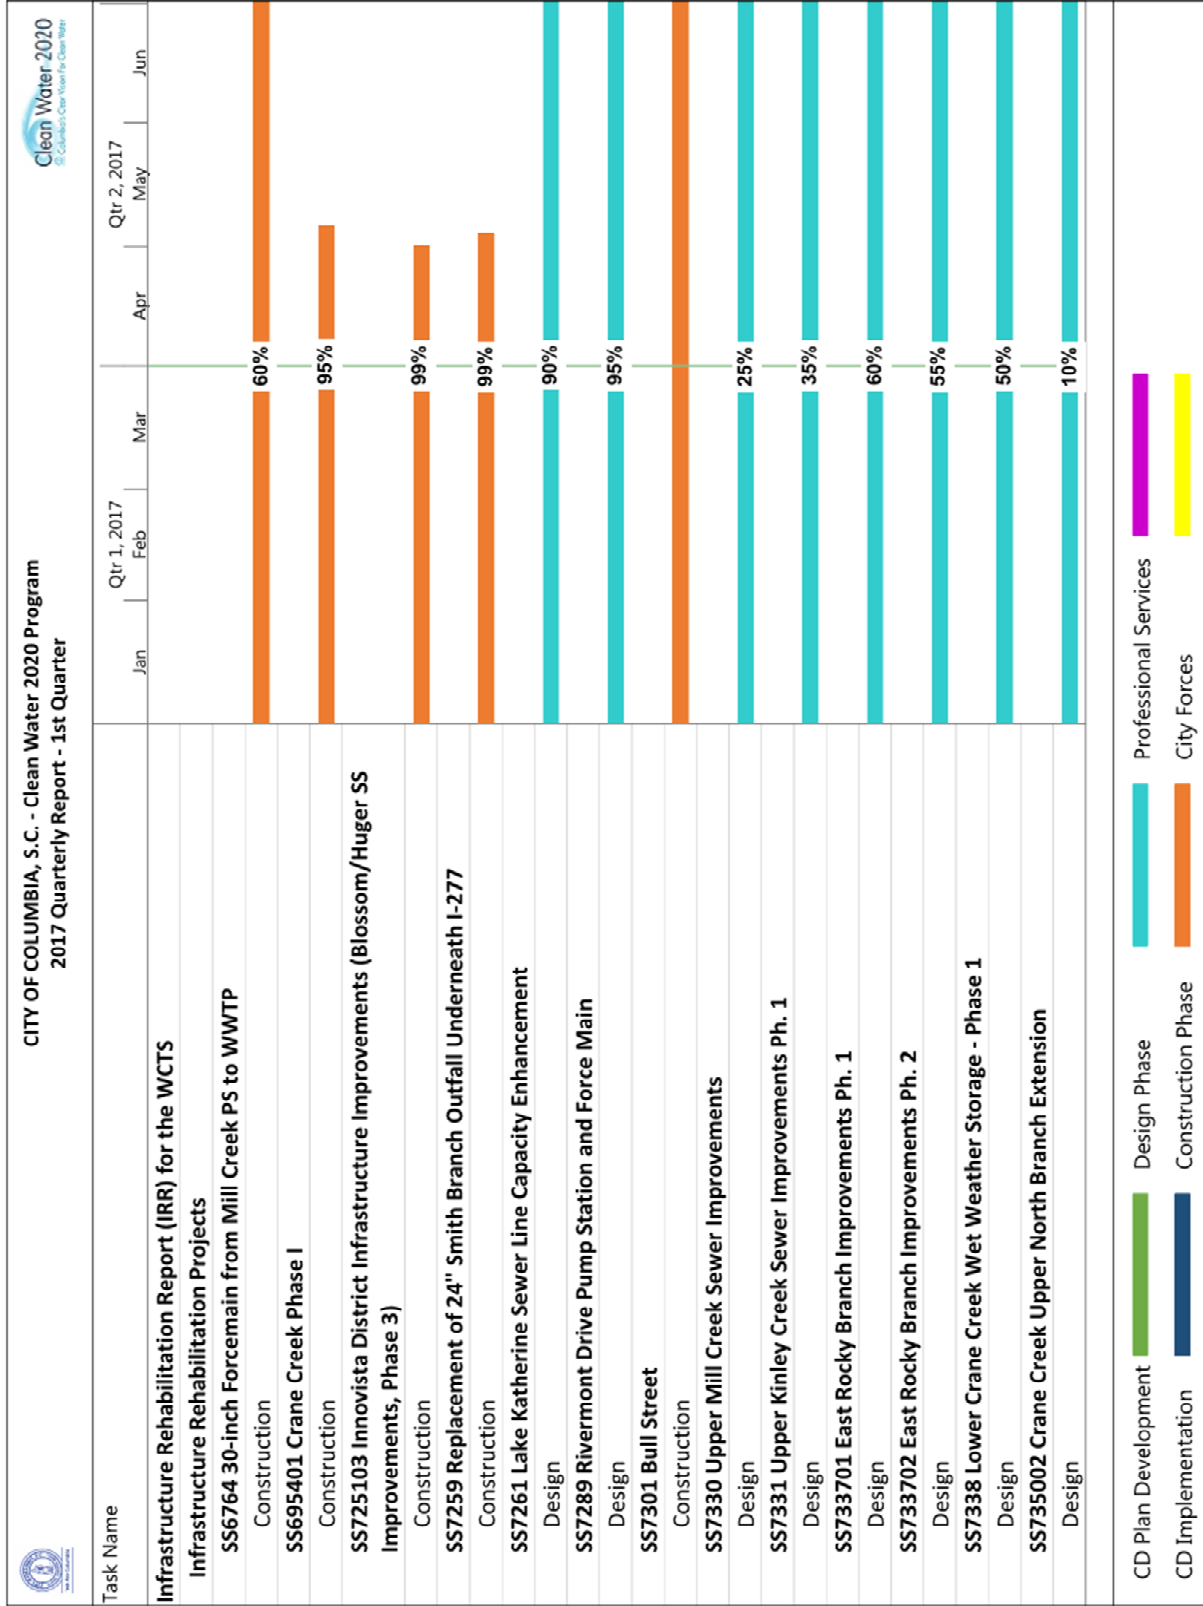 CITY OF COLUMBIA, S.C. - Clean Water 2020 Program
2017 Quarterly Report - 1st Quarter
Clean Water 2020
Columbia's Clear Vision For Clean Water
Task Name
Qtr 1, 2017
Qtr 2, 2017
Jan
Feb
Mar
Apr
May
Jun
Infrastructure Rehabilitation Report (IRR) for the WCTS
Infrastructure Rehabilitation Projects
SS6764 30-inch Forcemain from Mill Creek PS to WWTP
Construction
60%
SS695401 Crane Creek Phase I
Construction
95%
SS725103 Innovista District Infrastructure Improvements (Blossom/Huger SS
Improvements, Phase 3)
Construction
99%
SS7259 Replacement of 24" Smith Branch Outfall Underneath I-277
Construction
99%
SS7261 Lake Katherine Sewer Line Capacity Enhancement
Design
90%
SS7289 Rivermont Drive Pump Station and Force Main
Design
95%
SS7301 Bull Street
Construction
SS7330 Upper Mill Creek Sewer Improvements
Design
25%
SS7331 Upper Kinley Creek Sewer Improvements Ph. 1
Design
35%
SS733701 East Rocky Branch Improvements Ph. 1
Design
60%
SS733702 East Rocky Branch Improvements Ph. 2
Design
55%
SS7338 Lower Crane Creek Wet Weather Storage - Phase 1
Design
50%
SS735002 Crane Creek Upper North Branch Extension
Design
10%
CD Plan Development
Design Phase
Professional Services
CD Implementation
Construction Phase
City Forces